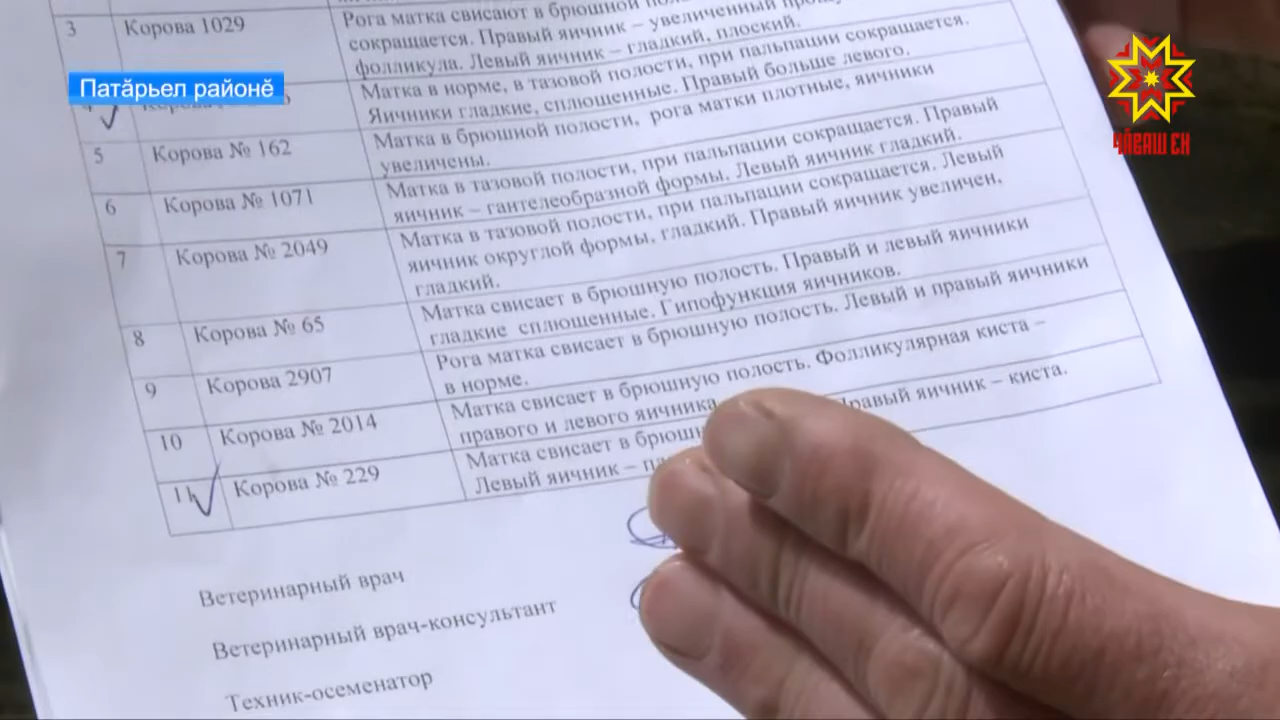 3 Корова 1029 Рога матка свисают в брюшной
сокращается. Правый яичник – увеличенный
фолликула. Левый яичник – гладкий, плоский.
Матка в норме, в тазовой полости, при пальпации сокращается.
Яичники гладкие, сплющенные. Правый больше левого.
5 Корова № 162 Матка в брюшной полости, рога матки плотные, яичники
увеличены.
6 Корова № 1071 Матка в тазовой полости, при пальпации сокращается. Правый
яичник – гантелеобразной формы. Левый яичник гладкий.
7 Корова № 2049 Матка в тазовой полости, при пальпации сокращается. Левый
яичник округлой формы, гладкий. Правый яичник увеличен,
гладкий.
8 Корова № 65 Матка свисает в брюшную полость. Правый и левый яичники
гладкие сплющенные. Гипофункция яичников.
9 Корова 2907 Рога матка свисает в брюшную полость. Левый и правый яичники
в норме.
10 Корова № 2014 Матка свисает в брюшную полость. Фолликулярная киста –
правого и левого яичника
11 Корова № 229 Матка свисает в Правый яичник – киста.
Левый яичник –
Ветеринарный врач
Ветеринарный врач-консультант
Техник-осеменатор
Патӑрьел районӗ
ЧӐВАШ ЕН